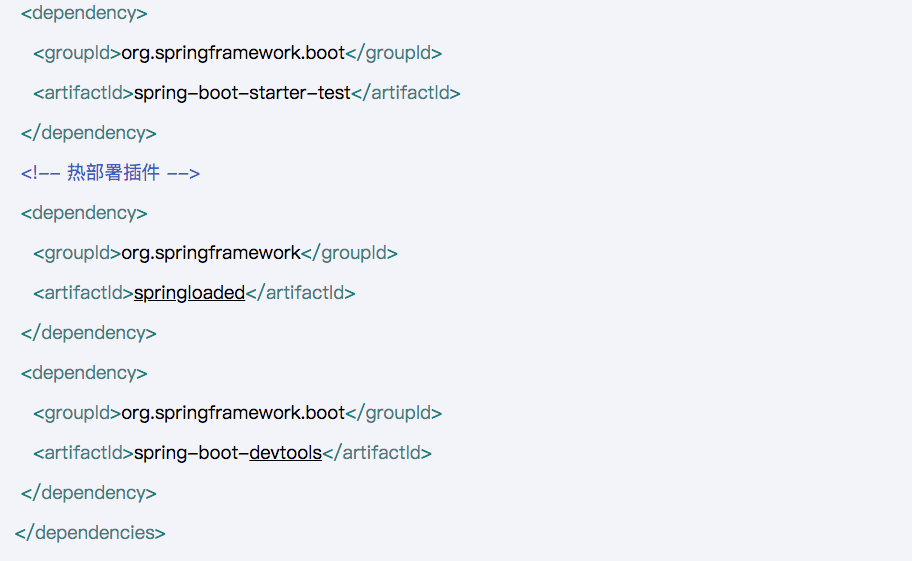 <dependency>
<groupId>org.springframework.boot</groupId>
<artifactId>spring-boot-starter-test</artifactId>
</dependency>
<!-- 热部署插件 -->
<dependency>
<groupId>org.springframework</groupId>
<artifactId>springloaded</artifactId>
</dependency>
<dependency>
<groupId>org.springframework.boot</groupId>
<artifactId>spring-boot-devtools</artifactId>
</dependency>
</dependencies>